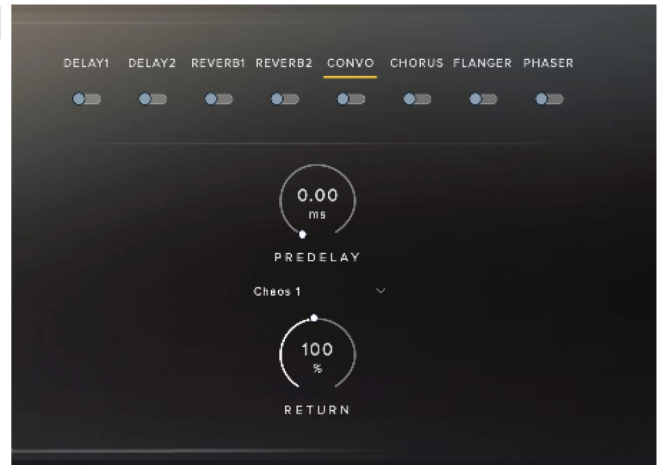 DELAY1 DELAY2 REVERB1 REVERB2 CONVO CHORUS FLANGER PHASER
0.00
ms
PREDELAY
Chaos 1
100
%
RETURN